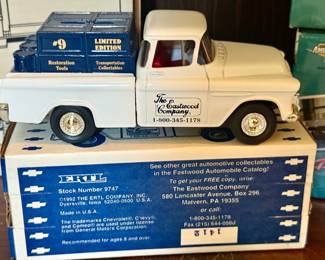 #9
Restoration
Tools
LIMITED
EDITION
Transportation
Collectables
The
Eastwood
Company.
1-800-345-1178
ERTL
Stock Number 9747
©1992 THE ERTL COMPANY, INC.
Dyersville, Iowa 52040-0500 U.S.A.
Made in U.S.A.
The trademarks Chevrolet®, Chevy®,
and Cameo® are used under license
from General Motors Corporation.
Recommended for ages 8 and over.
See other great automotive collectables
in the Eastwood Automobile Catalog!
To get your FREE copy, write:
The Eastwood Company
580 Lancaster Avenue, Box 296
Malvern, PA 19355
or call:
1-800-345-1178
Fax (215) 644-0560